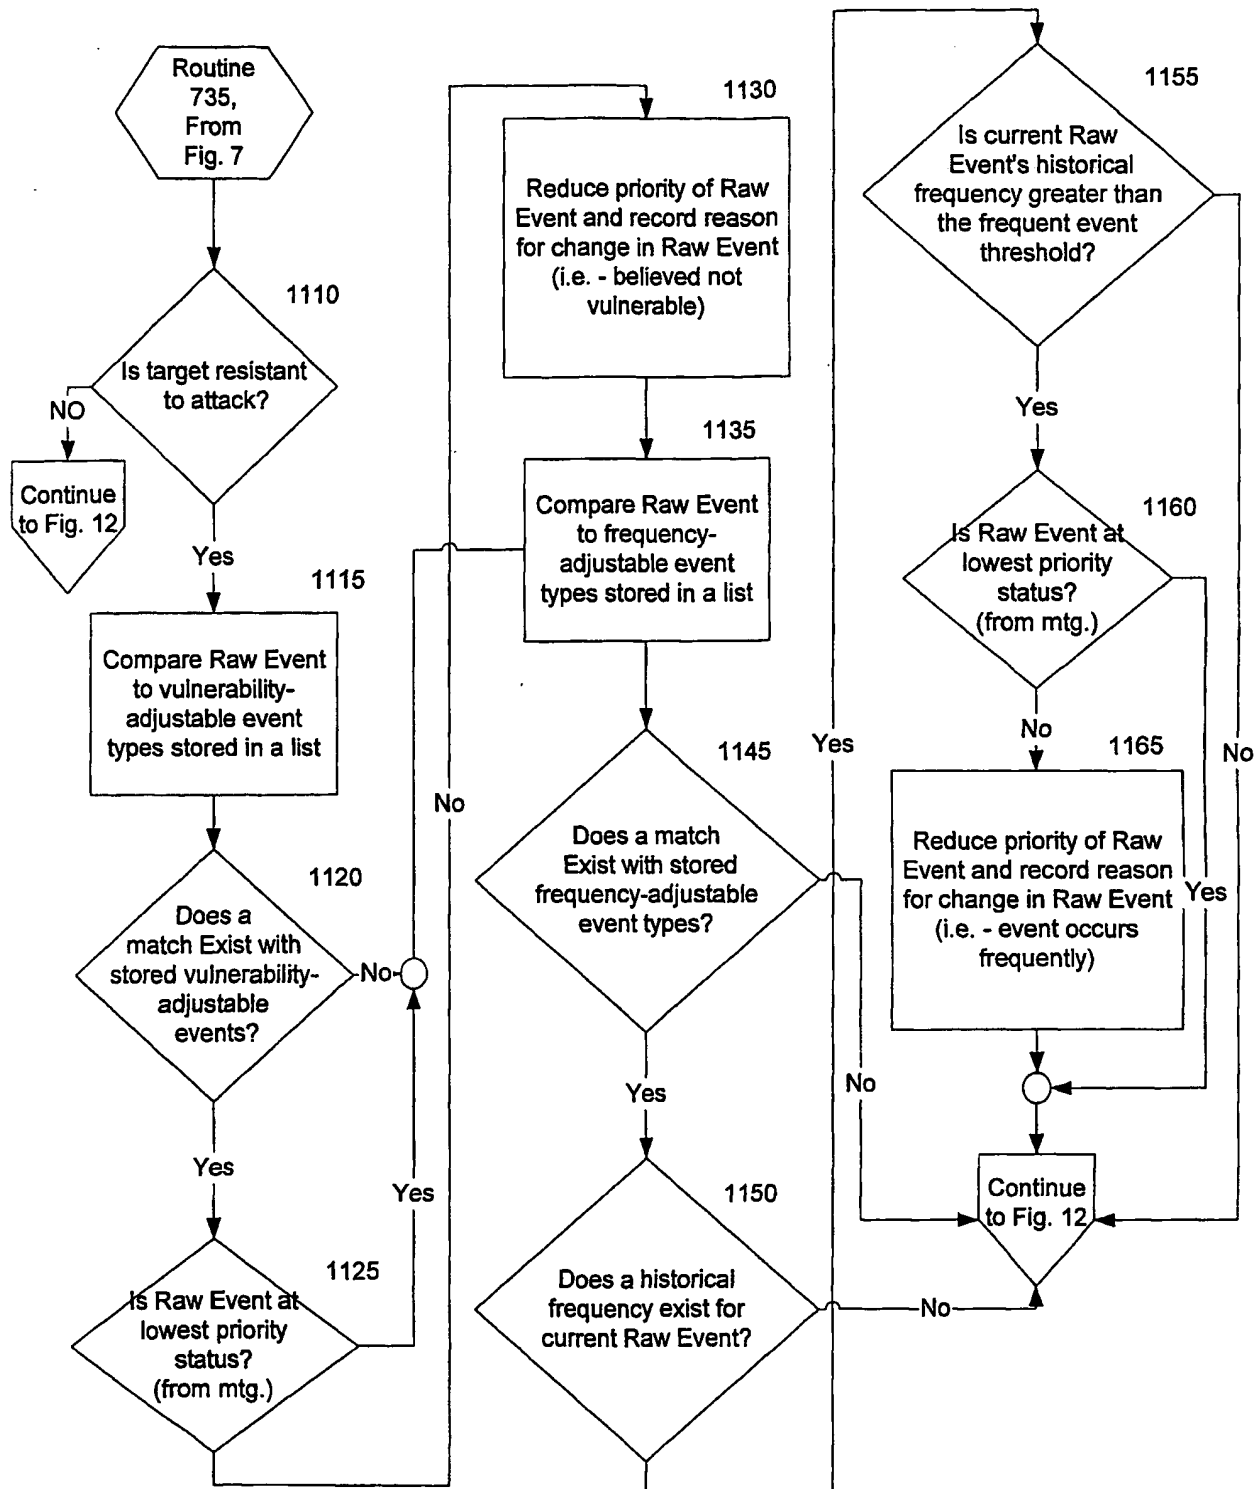 Routine
735,
From
Fig. 7
1110
Is target resistant
to attack?
NO
Continue
to Fig. 12
Yes
1115
Compare Raw Event
to vulnerability-
adjustable event
types stored in a list
1120
Does a
match Exist with
stored vulnerability-
adjustable
events?
No
Yes
Yes
1125
Is Raw Event at
lowest priority
status?
(from mtg.)
No
1130
Reduce priority of Raw
Event and record reason
for change in Raw Event
(i.e. - believed not
vulnerable)
1135
Compare Raw Event
to frequency-
adjustable event
types stored in a list
1145
Does a match
Exist with stored
frequency-adjustable
event types?
No
Yes
1150
Does a historical
frequency exist for
current Raw Event?
No
Yes
1155
Is current Raw
Event's historical
frequency greater than
the frequent event
threshold?
Yes
No
1160
Is Raw Event at
lowest priority
status?
(from mtg.)
No
Yes
1165
Reduce priority of Raw
Event and record reason
for change in Raw Event
(i.e. - event occurs
frequently)
Continue
to Fig. 12